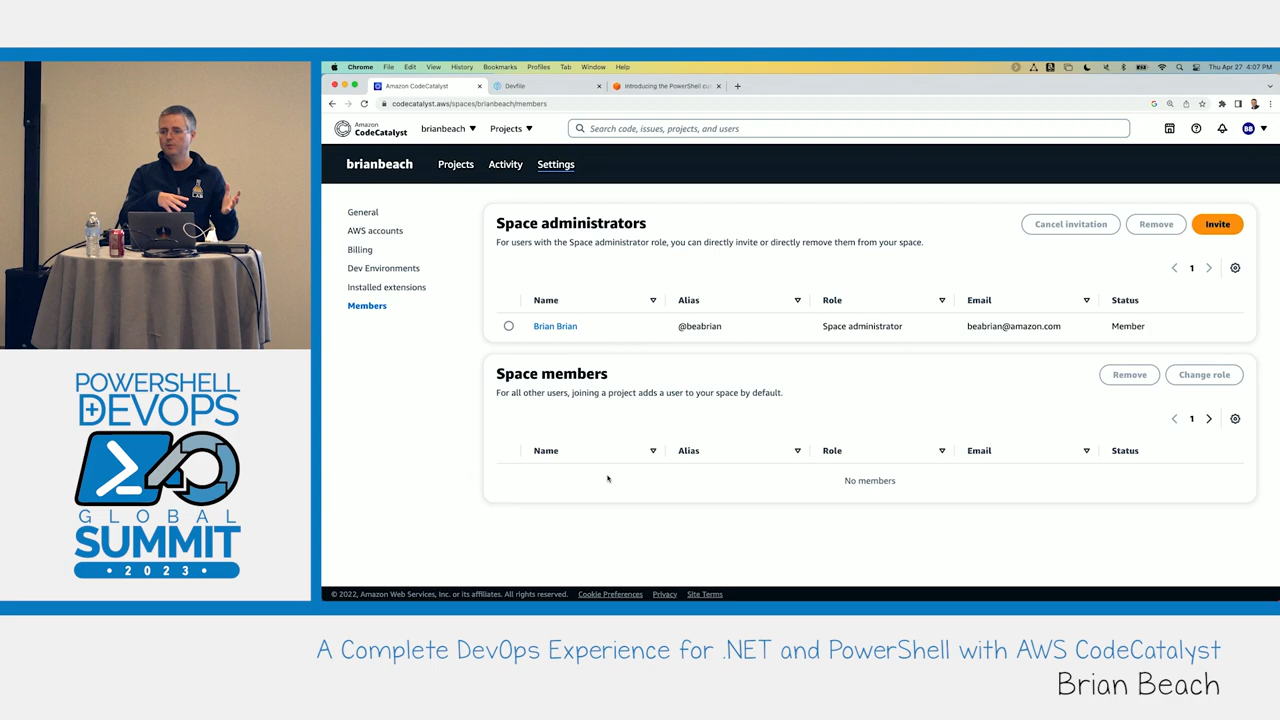 Chrome File Edit View History Bookmarks Profiles Tab Window Help
Thu Apr 27 4:07 PM
Amazon CodeCatalyst
Devfile
Introducing the PowerShell cu
codecatalyst.aws/spaces/brianbeach/members
Amazon
CodeCatalyst
brianbeach
Projects
Search code, issues, projects, and users
BB
brianbeach
Projects
Activity
Settings
General
AWS accounts
Billing
Dev Environments
Installed extensions
Members
Space administrators
Cancel invitation
Remove
Invite
For users with the Space administrator role, you can directly invite or directly remove them from your space.
1
Name Alias Role Email Status
Brian Brian @beabrian Space administrator beabrian@amazon.com Member
Space members
Remove
Change role
For all other users, joining a project adds a user to your space by default.
1
Name Alias Role Email Status
No members
© 2022, Amazon Web Services, Inc. or its affiliates. All rights reserved. Cookie Preferences Privacy Site Terms
LAB
POWERSHELL
+DEVOPS
GLOBAL
SUMMIT
• 2023 •
A Complete DevOps Experience for .NET and PowerShell with AWS CodeCatalyst
Brian Beach